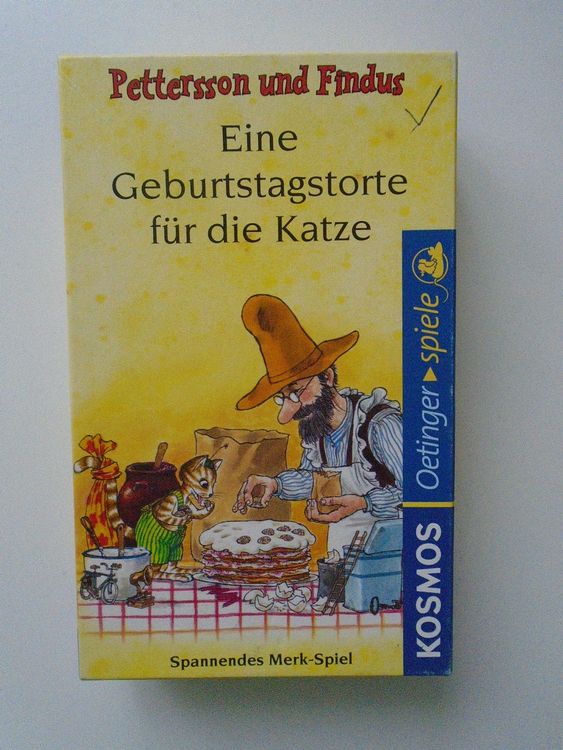 Pettersson und Findus
Eine
Geburtstagstorte
für die Katze
Oetinger spiele
KOSMOS
Spannendes Merk-Spiel